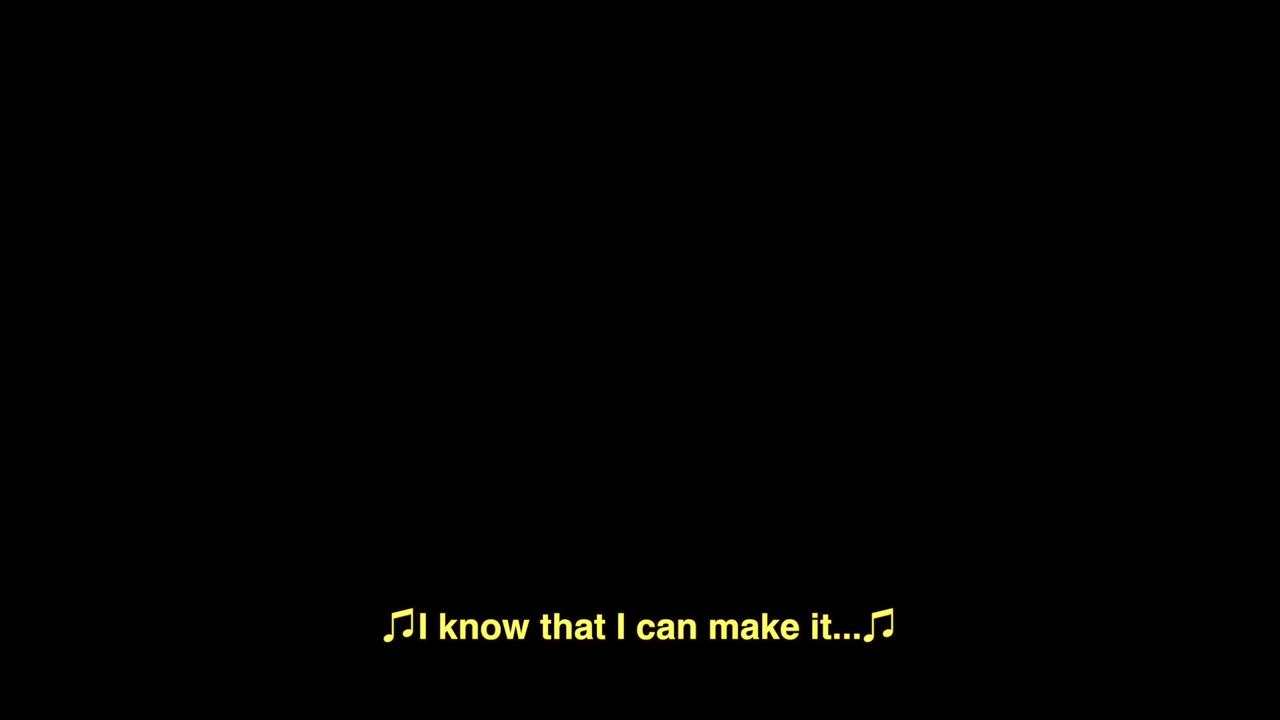 ♫I know that I can make it...♫